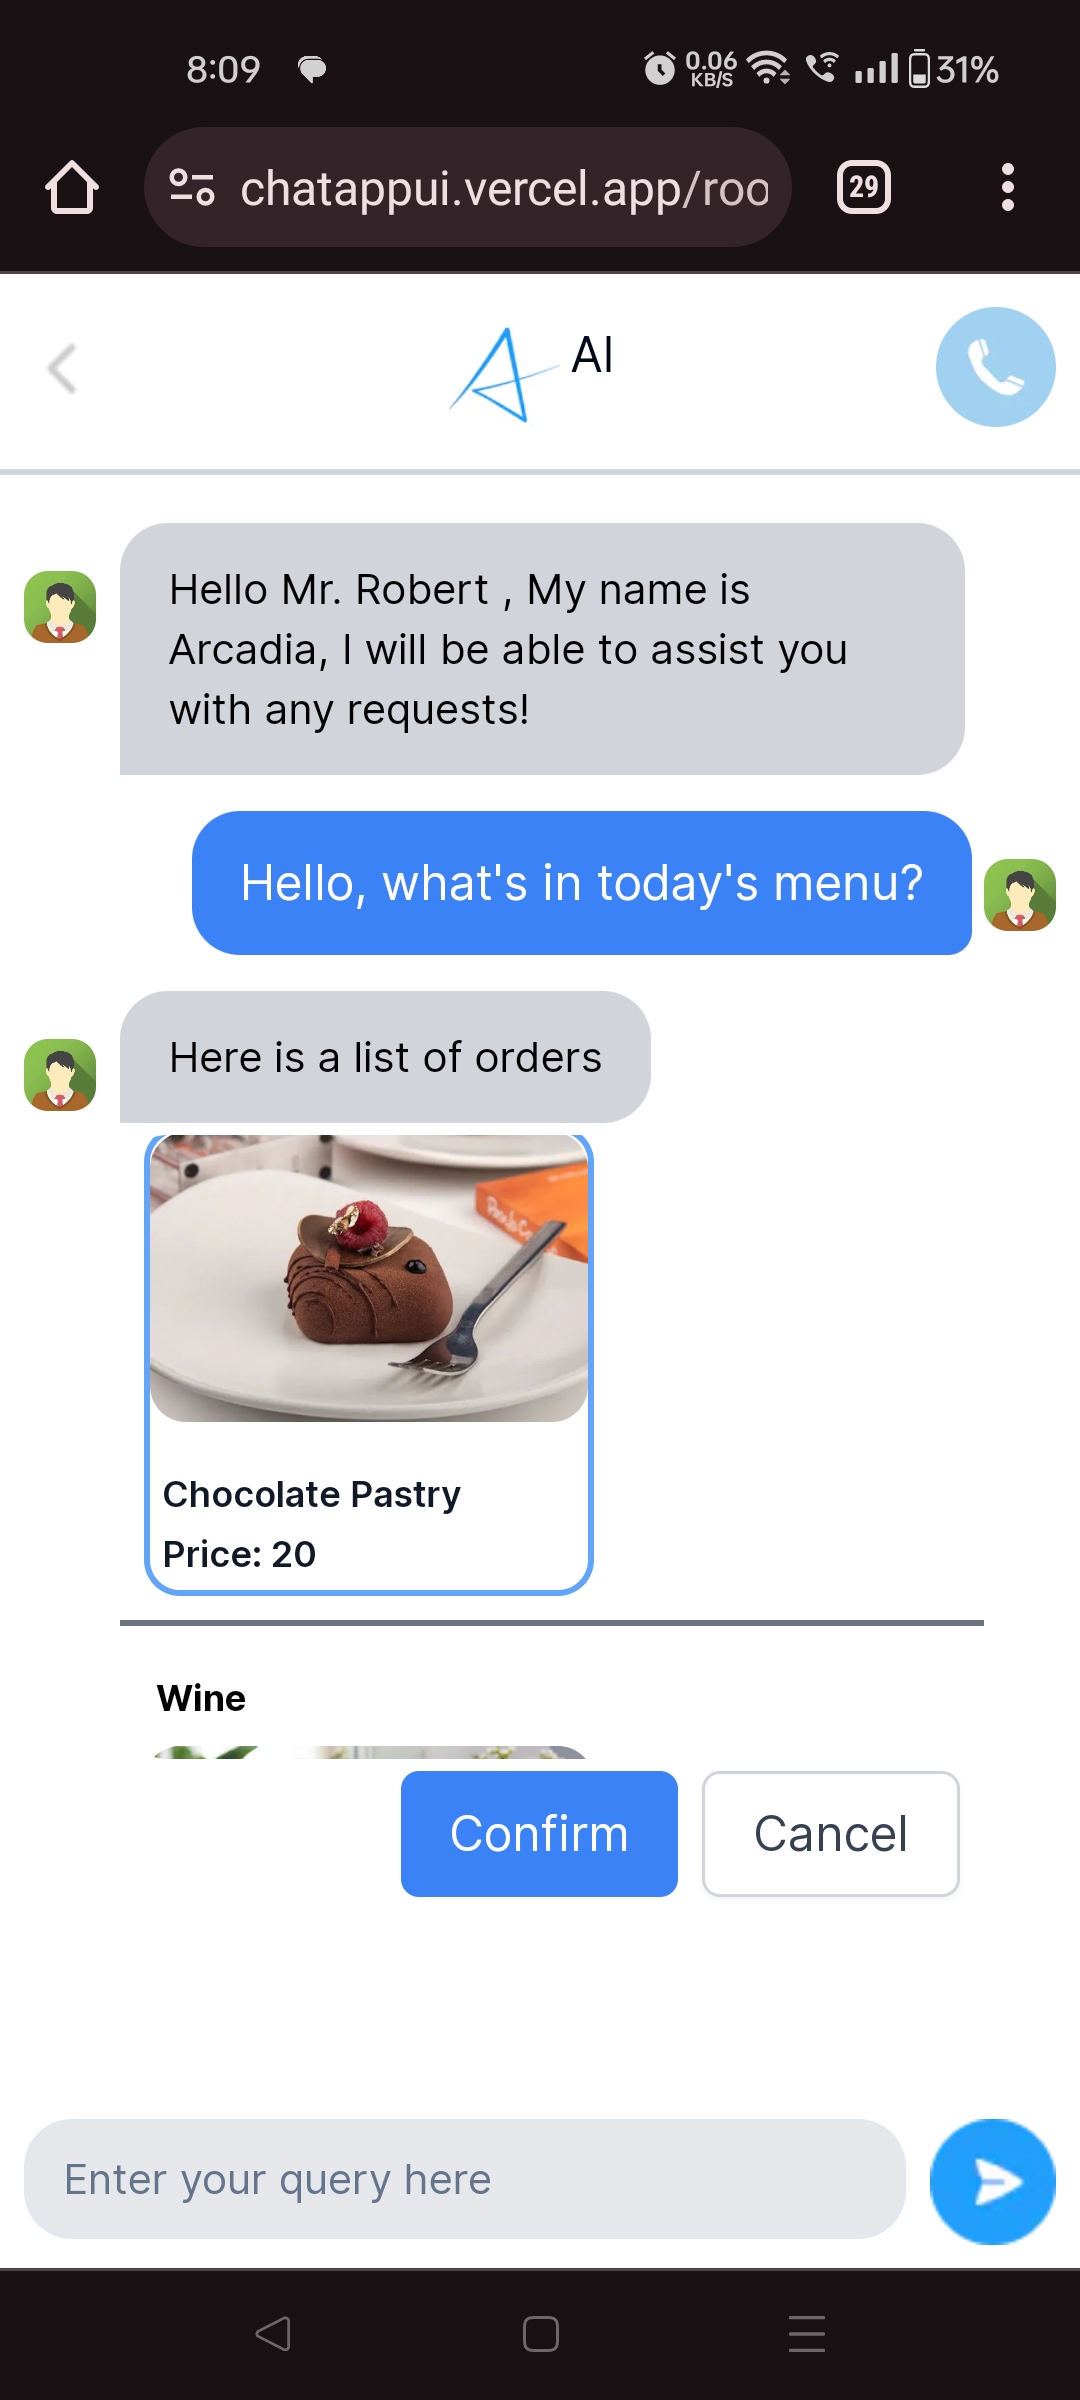 8:09
0.06
KB/S
31%
chatappui.vercel.app/roo
29
AI
Hello Mr. Robert , My name is
Arcadia, I will be able to assist you
with any requests!
Hello, what's in today's menu?
Here is a list of orders
Chocolate Pastry
Price: 20
Wine
Confirm
Cancel
Enter your query here